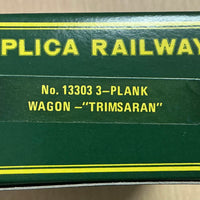 PLICA RAILWAY
No. 13303 3-PLANK
WAGON -"TRIMSARAN"